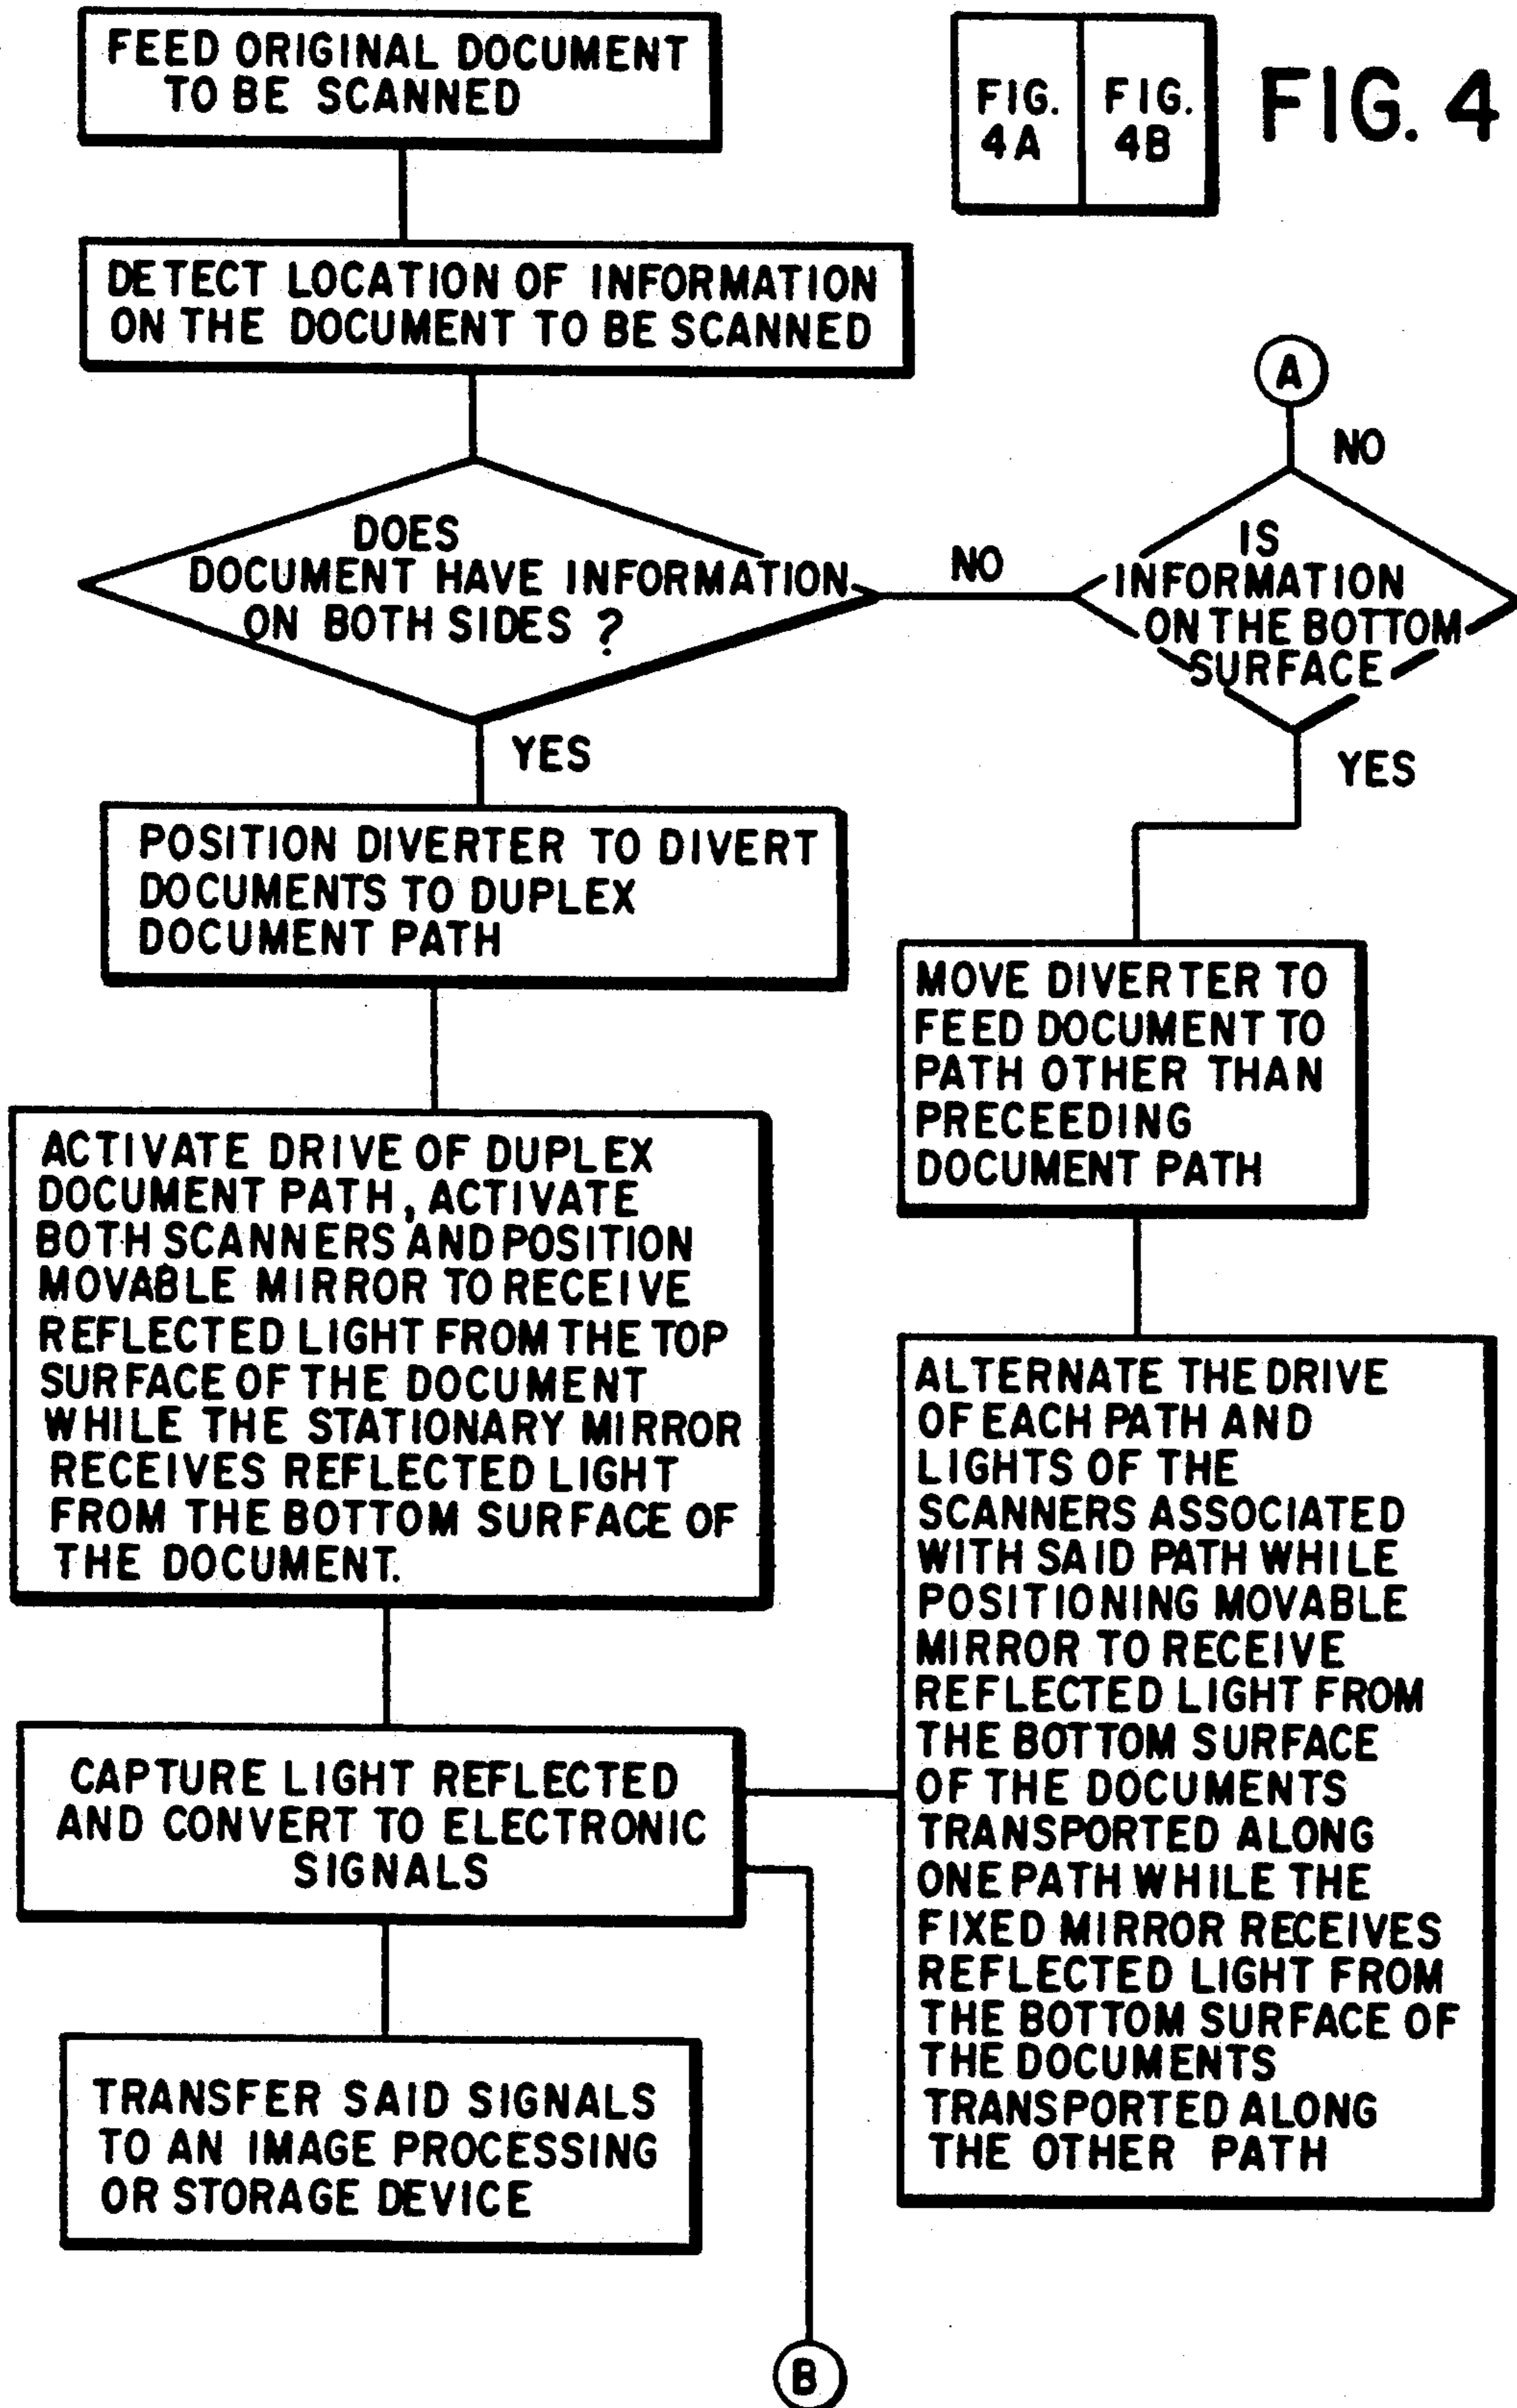 FEED ORIGINAL DOCUMENT
TO BE SCANNED
FIG.
4A
FIG.
4B
FIG. 4
DETECT LOCATION OF INFORMATION
ON THE DOCUMENT TO BE SCANNED
A
NO
DOES
DOCUMENT HAVE INFORMATION
ON BOTH SIDES ?
NO
IS
INFORMATION
ON THE BOTTOM
SURFACE
YES
YES
POSITION DIVERTER TO DIVERT
DOCUMENTS TO DUPLEX
DOCUMENT PATH
MOVE DIVERTER TO
FEED DOCUMENT TO
PATH OTHER THAN
PRECEEDING
DOCUMENT PATH
ACTIVATE DRIVE OF DUPLEX
DOCUMENT PATH, ACTIVATE
BOTH SCANNERS AND POSITION
MOVABLE MIRROR TO RECEIVE
REFLECTED LIGHT FROM THE TOP
SURFACE OF THE DOCUMENT
WHILE THE STATIONARY MIRROR
RECEIVES REFLECTED LIGHT
FROM THE BOTTOM SURFACE OF
THE DOCUMENT.
ALTERNATE THE DRIVE
OF EACH PATH AND
LIGHTS OF THE
SCANNERS ASSOCIATED
WITH SAID PATH WHILE
POSITIONING MOVABLE
MIRROR TO RECEIVE
REFLECTED LIGHT FROM
THE BOTTOM SURFACE
OF THE DOCUMENTS
TRANSPORTED ALONG
ONE PATH WHILE THE
FIXED MIRROR RECEIVES
REFLECTED LIGHT FROM
THE BOTTOM SURFACE OF
THE DOCUMENTS
TRANSPORTED ALONG
THE OTHER PATH
CAPTURE LIGHT REFLECTED
AND CONVERT TO ELECTRONIC
SIGNALS
TRANSFER SAID SIGNALS
TO AN IMAGE PROCESSING
OR STORAGE DEVICE
B